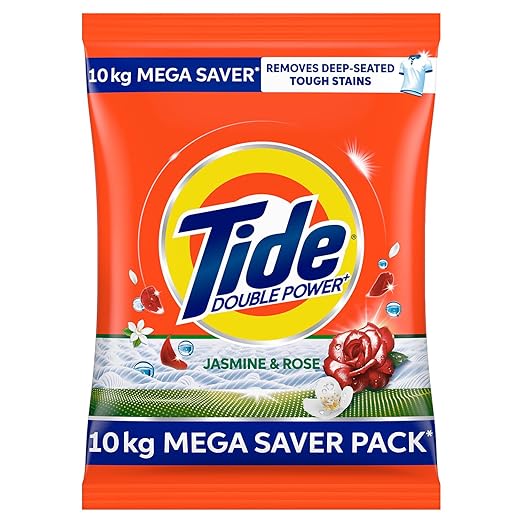 10kg MEGA SAVER*
REMOVES DEEP-SEATED
TOUGH STAINS
Tide®
DOUBLE POWER+
JASMINE & ROSE
10kg MEGA SAVER PACK*